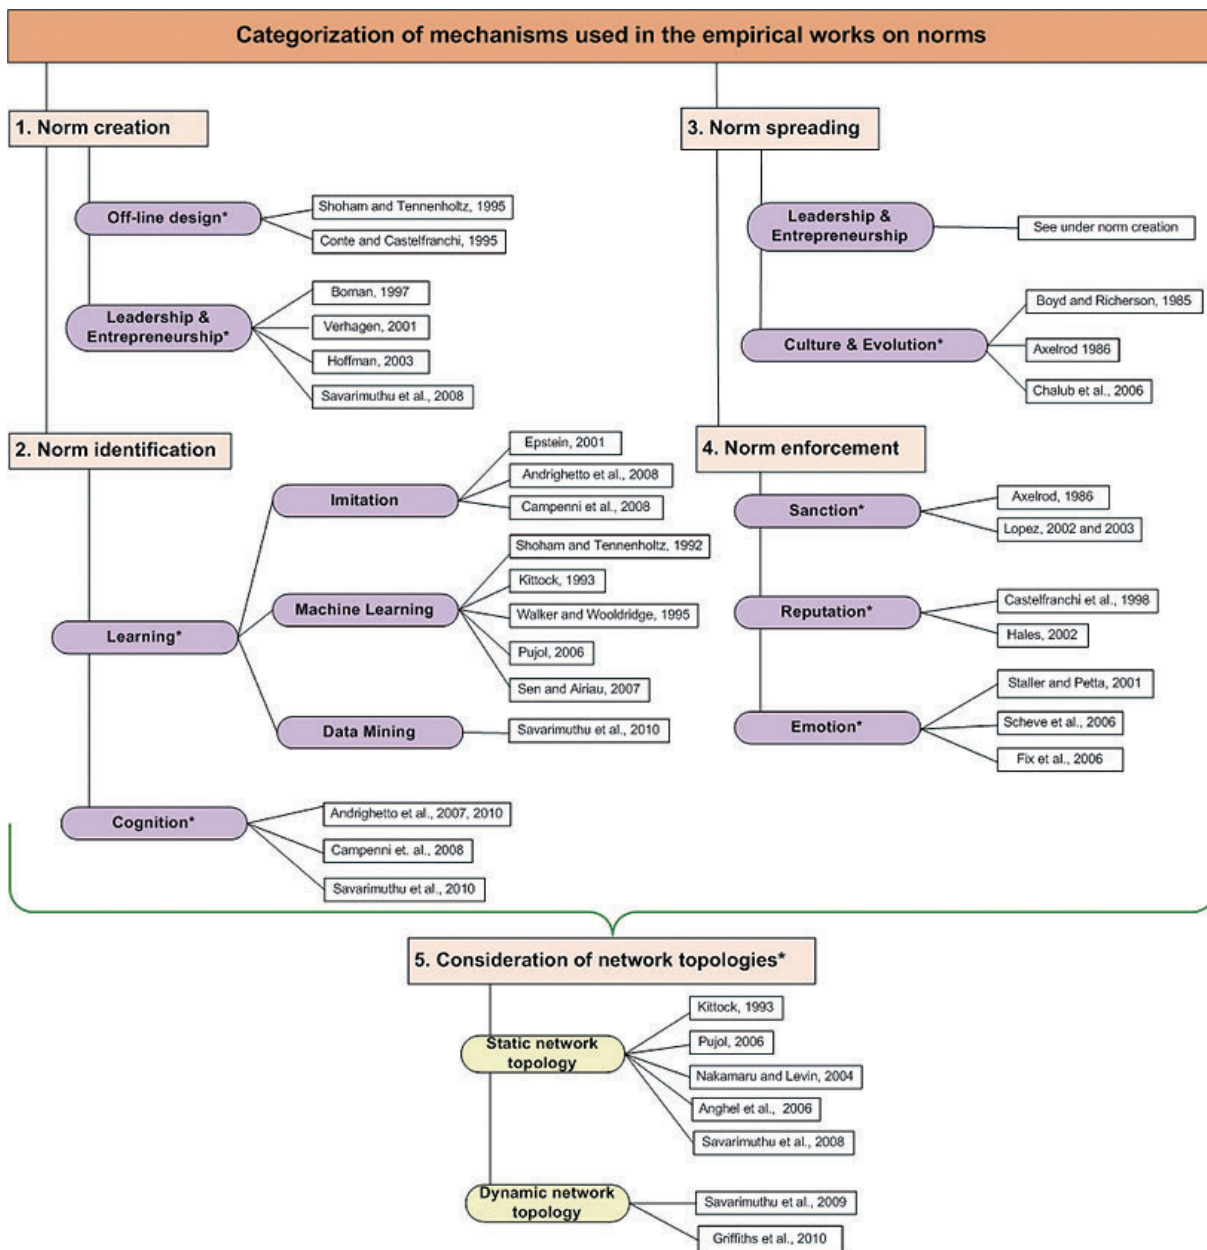 Categorization of mechanisms used in the empirical works on norms
1. Norm creation
Off-line design*
Shoham and Tennenholtz, 1995
Conte and Castelfranchi, 1995
Leadership &
Entrepreneurship*
Boman, 1997
Verhagen, 2001
Hoffman, 2003
Savarimuthu et al., 2008
2. Norm identification
Learning*
Imitation
Epstein, 2001
Andrighetto et al., 2008
Campenni et al., 2008
Machine Learning
Shoham and Tennenholtz, 1992
Kittock, 1993
Walker and Wooldridge, 1995
Pujol, 2006
Sen and Airiau, 2007
Data Mining
Savarimuthu et al., 2010
Cognition*
Andrighetto et al., 2007, 2010
Campenni et. al., 2008
Savarimuthu et al., 2010
3. Norm spreading
Leadership &
Entrepreneurship
See under norm creation
Culture & Evolution*
Boyd and Richerson, 1985
Axelrod 1986
Chalub et al., 2006
4. Norm enforcement
Sanction*
Axelrod, 1986
Lopez, 2002 and 2003
Reputation*
Castelfranchi et al., 1998
Hales, 2002
Emotion*
Staller and Petta, 2001
Scheve et al., 2006
Fix et al., 2006
5. Consideration of network topologies*
Static network
topology
Kittock, 1993
Pujol, 2006
Nakamaru and Levin, 2004
Anghel et al., 2006
Savarimuthu et al., 2008
Dynamic network
topology
Savarimuthu et al., 2009
Griffiths et al., 2010